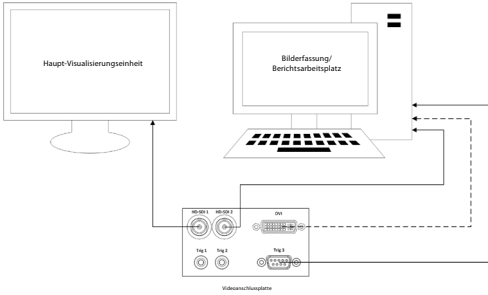 Haupt-Visualisierungseinheit
Bilderfassung/
Berichtsarbeitsplatz
HD-SDI 1 HD-SDI 2 DVI
Trig 1 Trig 2 Trig 3
Videoanschlussplatte